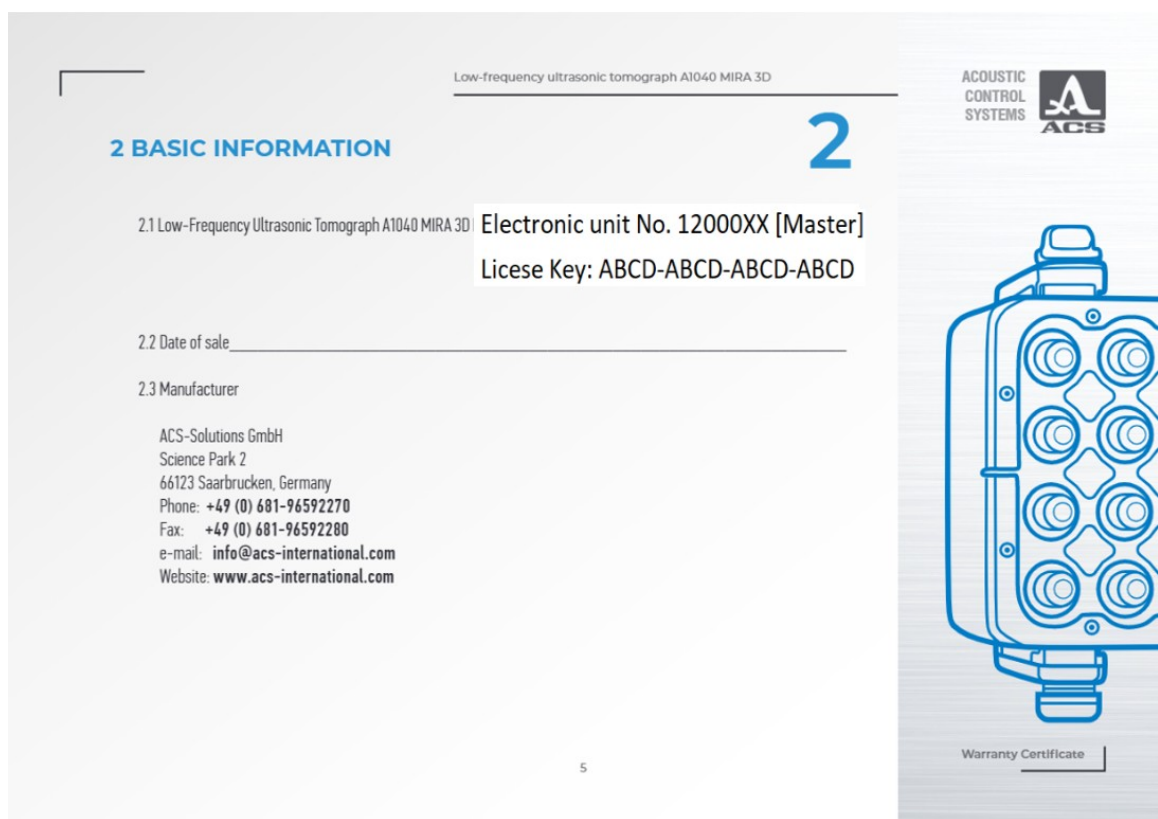 Low-frequency ultrasonic tomograph A1040 MIRA 3D
2
2 BASIC INFORMATION
2.1 Low-Frequency Ultrasonic Tomograph A1040 MIRA 3D
Electronic unit No. 12000XX [Master]
Licese Key: ABCD-ABCD-ABCD-ABCD
2.2 Date of sale
2.3 Manufacturer
ACS-Solutions GmbH
Science Park 2
66123 Saarbrucken, Germany
Phone: +49 (0) 681-96592270
Fax: +49 (0) 681-96592280
e-mail: info@acs-international.com
Website: www.acs-international.com
5
ACOUSTIC
CONTROL
SYSTEMS
ACS
Warranty Certificate